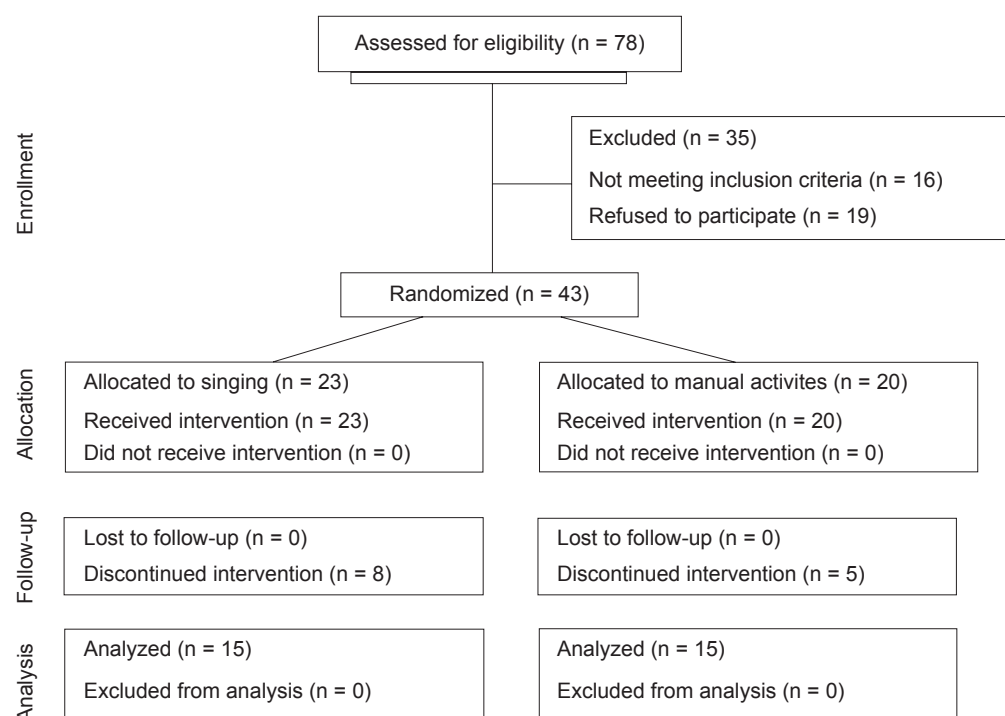 Assessed for eligibility (n = 78)
Enrollment
Excluded (n = 35)
Not meeting inclusion criteria (n = 16)
Refused to participate (n = 19)
Randomized (n = 43)
Allocation
Allocated to singing (n = 23)
Received intervention (n = 23)
Did not receive intervention (n = 0)
Allocated to manual activites (n = 20)
Received intervention (n = 20)
Did not receive intervention (n = 0)
Follow-up
Lost to follow-up (n = 0)
Discontinued intervention (n = 8)
Lost to follow-up (n = 0)
Discontinued intervention (n = 5)
Analysis
Analyzed (n = 15)
Excluded from analysis (n = 0)
Analyzed (n = 15)
Excluded from analysis (n = 0)